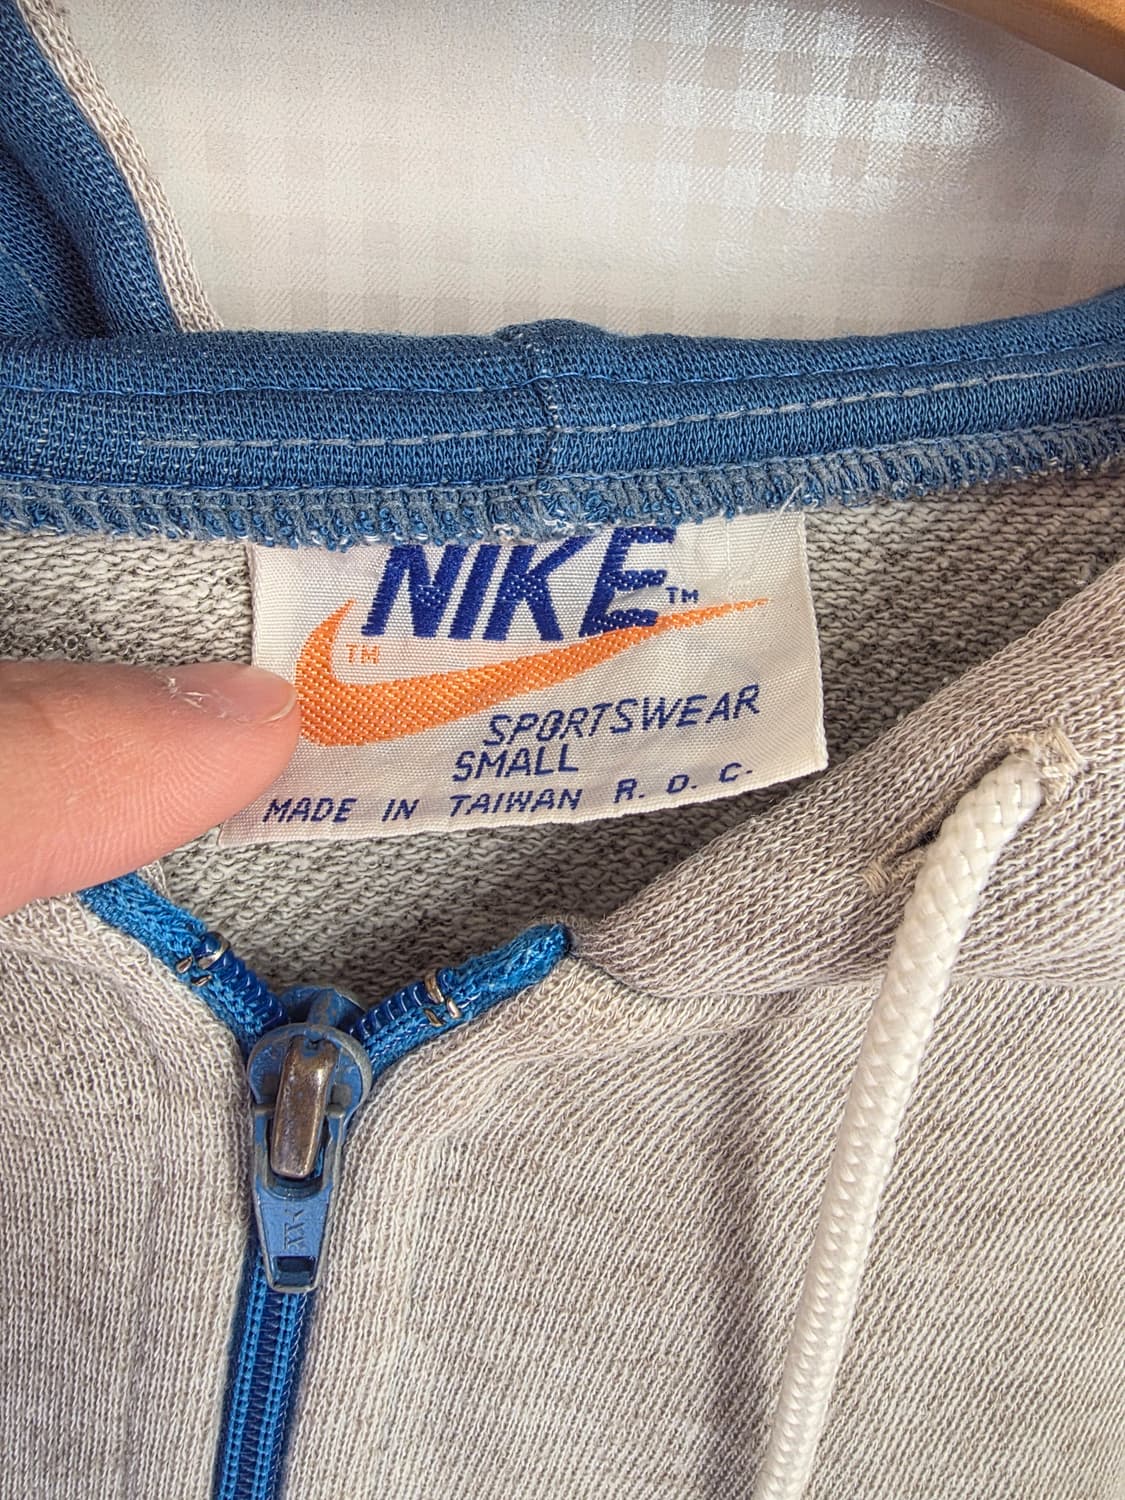 NIKE™
™
SPORTSWEAR
SMALL
MADE IN TAIWAN R. O. C.